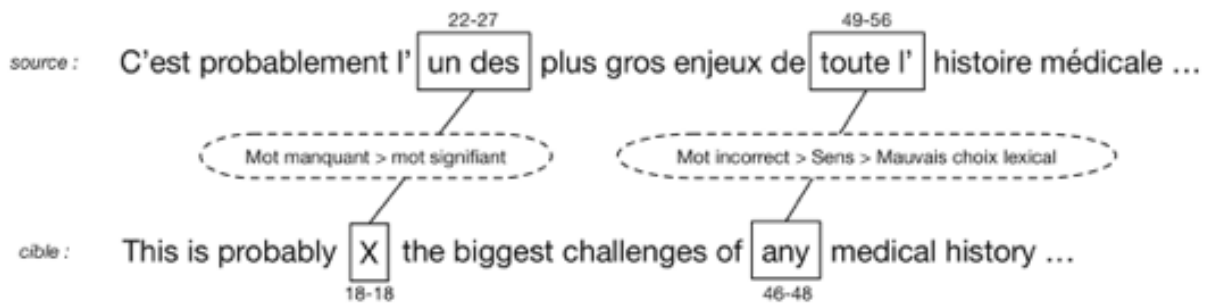 22-27 49-56
source : C'est probablement l' un des plus gros enjeux de toute l' histoire médicale ...
Mot manquant > mot signifiant Mot incorrect > Sens > Mauvais choix lexical
cible : This is probably X the biggest challenges of any medical history ...
18-18 46-48